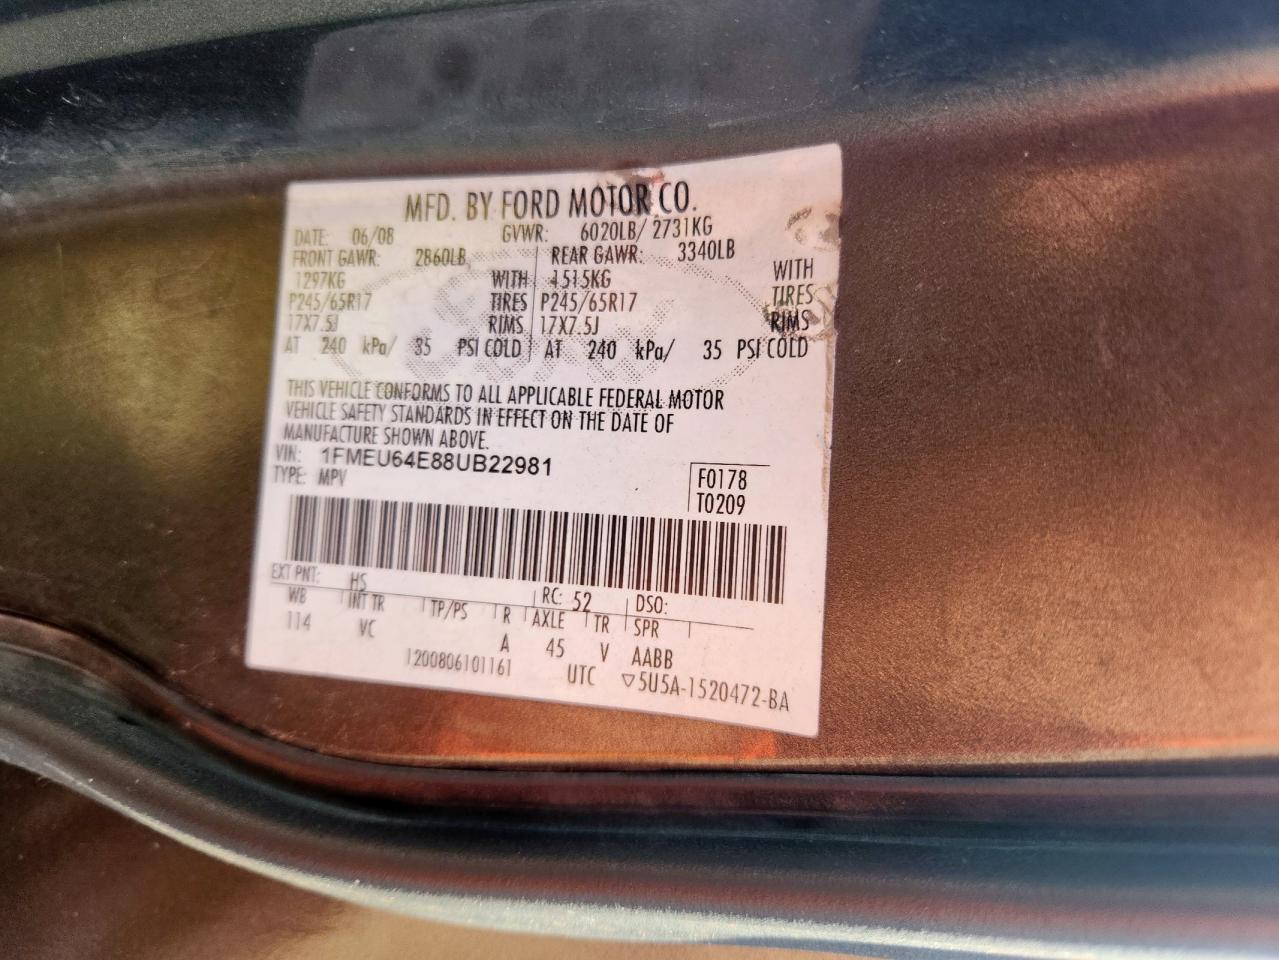 MFD. BY FORD MOTOR CO.
DATE: 06/08 GVWR: 6020LB/ 2731KG
FRONT GAWR: 2860LB REAR GAWR: 3340LB
1297KG WITH 1515KG WITH
P245/65R17 TIRES P245/65R17 TIRES
17X7.5J RIMS 17X7.5J RIMS
AT 240 kPa/ 35 PSI COLD AT 240 kPa/ 35 PSI COLD
THIS VEHICLE CONFORMS TO ALL APPLICABLE FEDERAL MOTOR
VEHICLE SAFETY STANDARDS IN EFFECT ON THE DATE OF
MANUFACTURE SHOWN ABOVE.
VIN: 1FMEU64E88UB22981
TYPE: MPV
F0178
T0209
EXT PNT: HS RC: 52 DSO:
WB INT TR TP/PS R AXLE TR SPR
114 VC A 45 V AABB
1200806101161 UTC ▽5U5A-1520472-BA